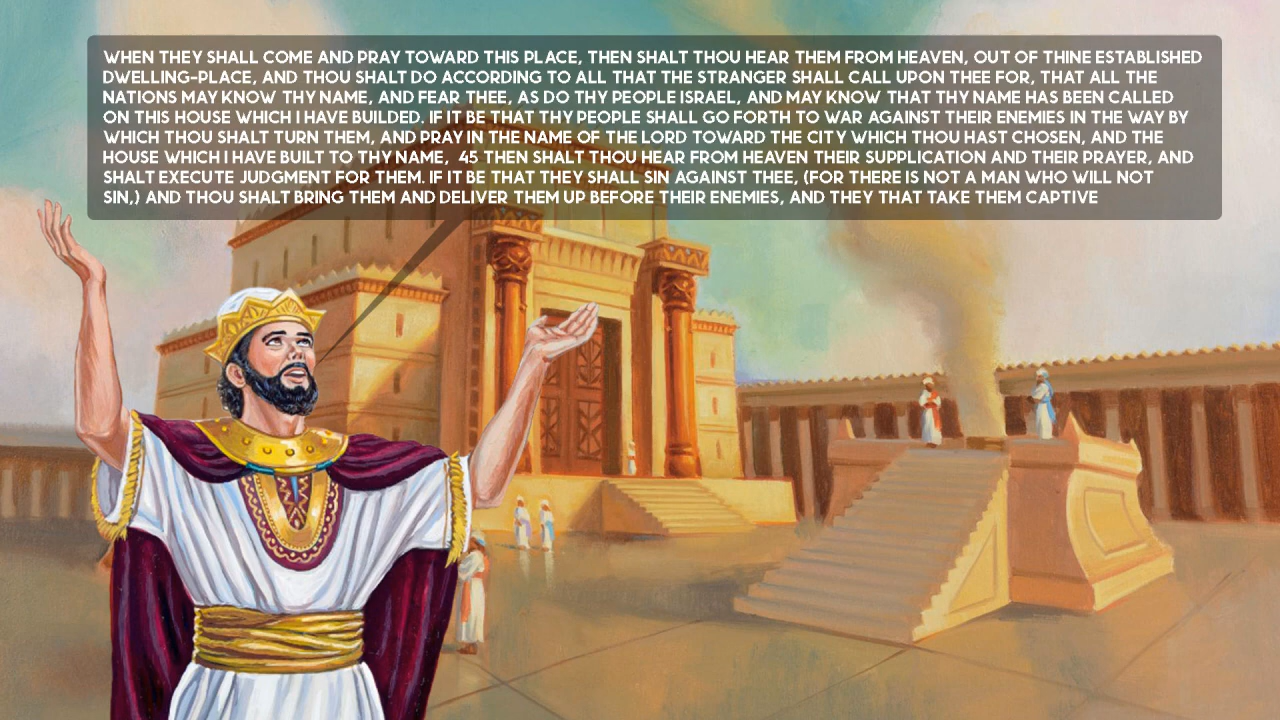 WHEN THEY SHALL COME AND PRAY TOWARD THIS PLACE, THEN SHALT THOU HEAR THEM FROM HEAVEN, OUT OF THINE ESTABLISHED
DWELLING-PLACE, AND THOU SHALT DO ACCORDING TO ALL THAT THE STRANGER SHALL CALL UPON THEE FOR, THAT ALL THE
NATIONS MAY KNOW THY NAME, AND FEAR THEE, AS DO THY PEOPLE ISRAEL, AND MAY KNOW THAT THY NAME HAS BEEN CALLED
ON THIS HOUSE WHICH I HAVE BUILDED. IF IT BE THAT THY PEOPLE SHALL GO FORTH TO WAR AGAINST THEIR ENEMIES IN THE WAY BY
WHICH THOU SHALT TURN THEM, AND PRAY IN THE NAME OF THE LORD TOWARD THE CITY WHICH THOU HAST CHOSEN, AND THE
HOUSE WHICH I HAVE BUILT TO THY NAME, 45 THEN SHALT THOU HEAR FROM HEAVEN THEIR SUPPLICATION AND THEIR PRAYER, AND
SHALT EXECUTE JUDGMENT FOR THEM. IF IT BE THAT THEY SHALL SIN AGAINST THEE, (FOR THERE IS NOT A MAN WHO WILL NOT
SIN,) AND THOU SHALT BRING THEM AND DELIVER THEM UP BEFORE THEIR ENEMIES, AND THEY THAT TAKE THEM CAPTIVE